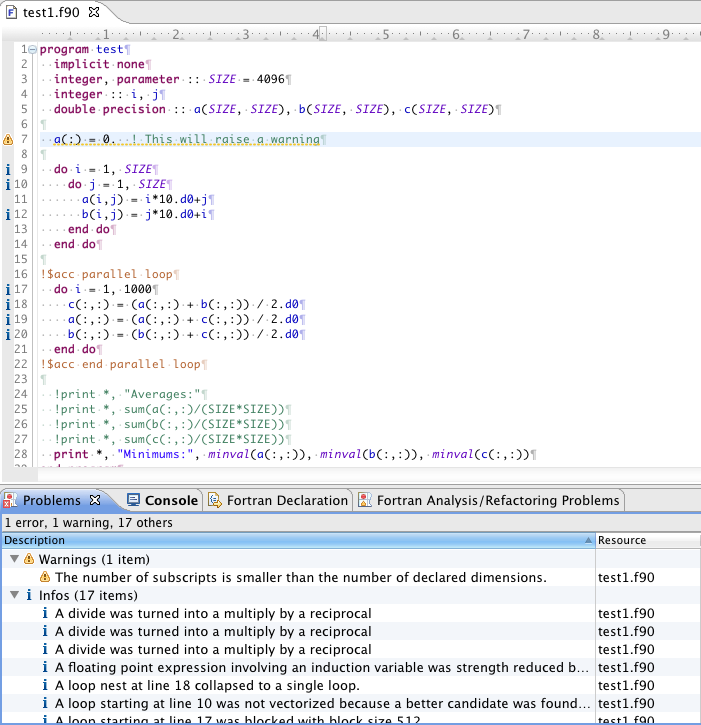 test1.f90
1 2 3 4 5 6 7 8 9
1 program test
2 implicit none
3 integer, parameter :: SIZE = 4096
4 integer :: i, j
5 double precision :: a(SIZE, SIZE), b(SIZE, SIZE), c(SIZE, SIZE)
6
7 a(:) = 0. ! This will raise a warning
8
9 do i = 1, SIZE
10 do j = 1, SIZE
11 a(i,j) = i*10.d0+j
12 b(i,j) = j*10.d0+i
13 end do
14 end do
15
16 !$acc parallel loop
17 do i = 1, 1000
18 c(:,:) = (a(:,:) + b(:,:)) / 2.d0
19 a(:,:) = (a(:,:) + c(:,:)) / 2.d0
20 b(:,:) = (b(:,:) + c(:,:)) / 2.d0
21 end do
22 !$acc end parallel loop
23
24 !print *, "Averages:"
25 !print *, sum(a(:,:)/(SIZE*SIZE))
26 !print *, sum(b(:,:)/(SIZE*SIZE))
27 !print *, sum(c(:,:)/(SIZE*SIZE))
28 print *, "Minimums:", minval(a(:,:)), minval(b(:,:)), minval(c(:,:))
Problems Console Fortran Declaration Fortran Analysis/Refactoring Problems
1 error, 1 warning, 17 others
Description Resource
Warnings (1 item)
The number of subscripts is smaller than the number of declared dimensions. test1.f90
Infos (17 items)
A divide was turned into a multiply by a reciprocal test1.f90
A divide was turned into a multiply by a reciprocal test1.f90
A divide was turned into a multiply by a reciprocal test1.f90
A floating point expression involving an induction variable was strength reduced b... test1.f90
A loop nest at line 18 collapsed to a single loop. test1.f90
A loop starting at line 10 was not vectorized because a better candidate was found... test1.f90
A loop starting at line 17 was blocked with block size 512. test1.f90